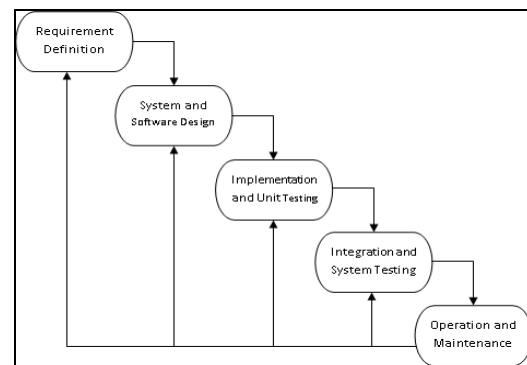 Requirement
Definition
System and
Software Design
Implementation
and Unit Testing
Integration and
System Testing
Operation and
Maintenance